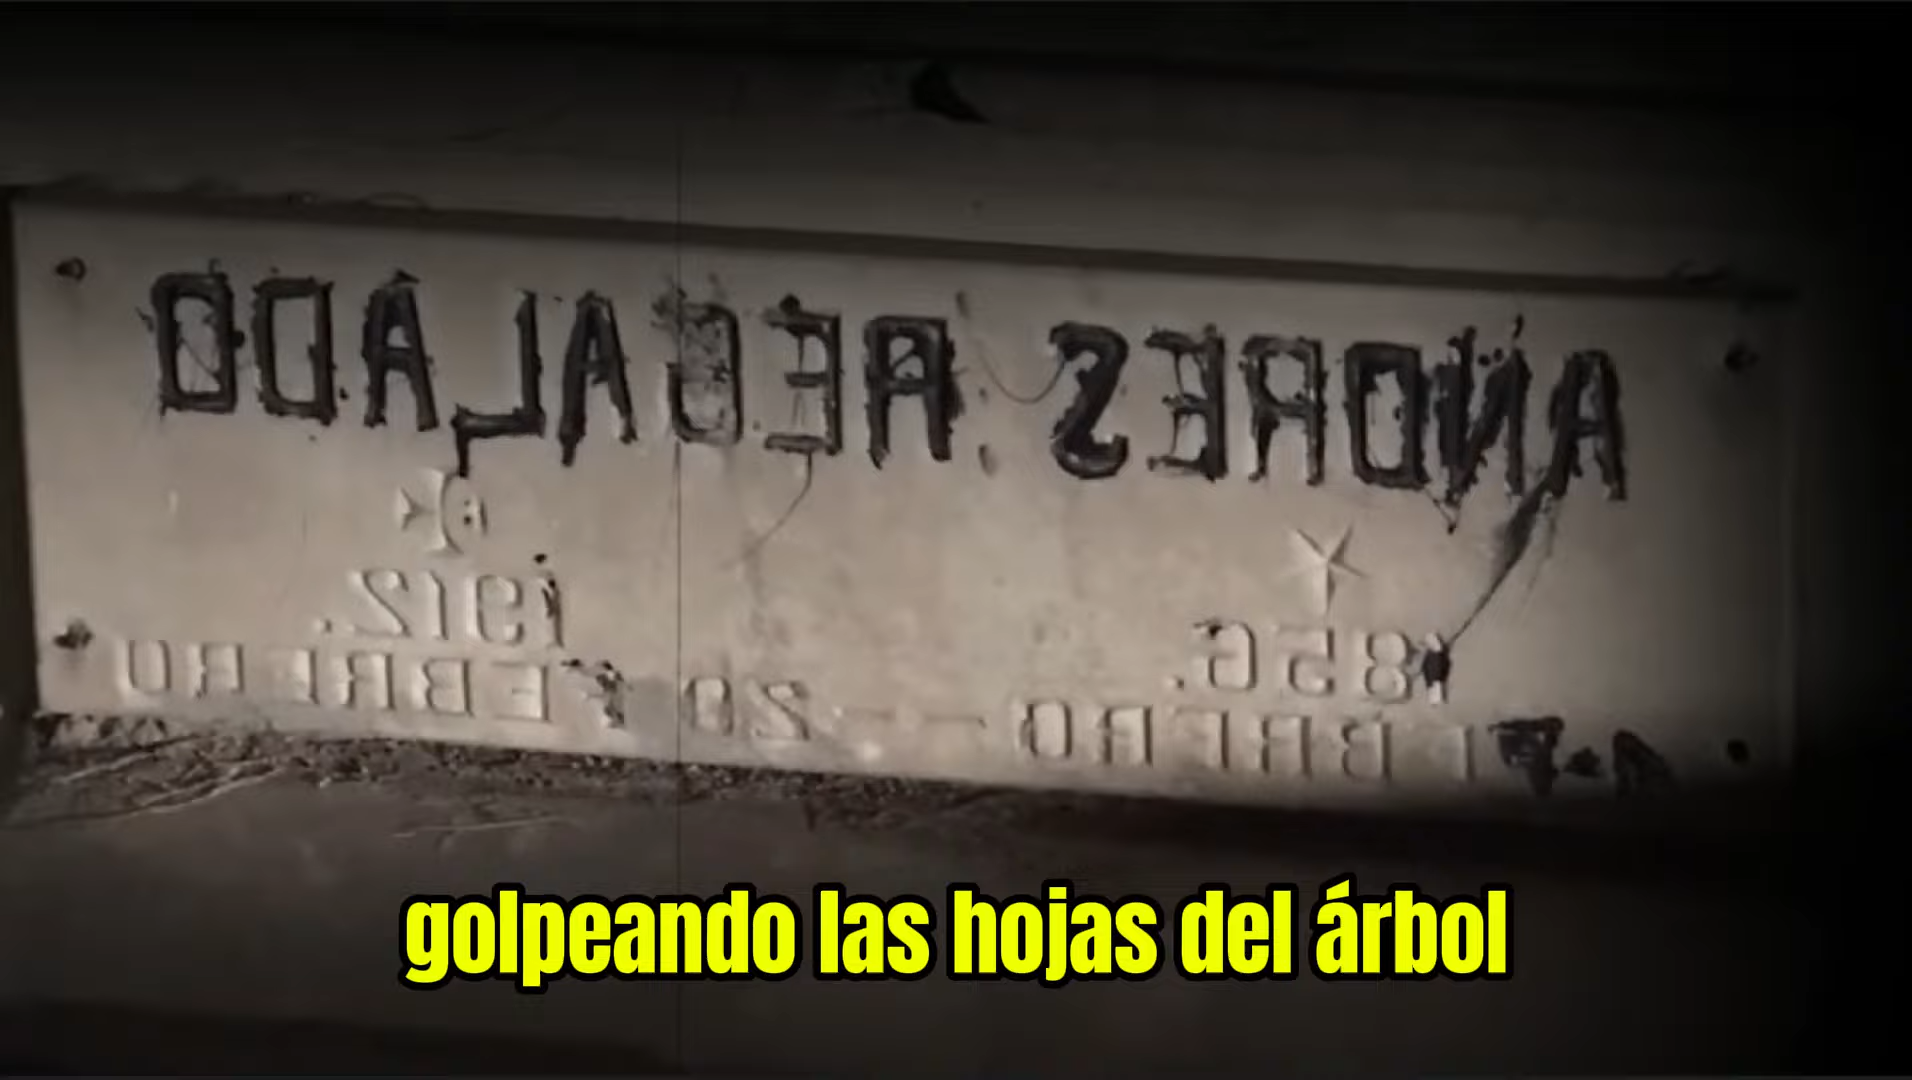 ANDRES REGALADO
1856.
1912.
FEBRERO — 20 FEBRERO
golpeando las hojas del árbol